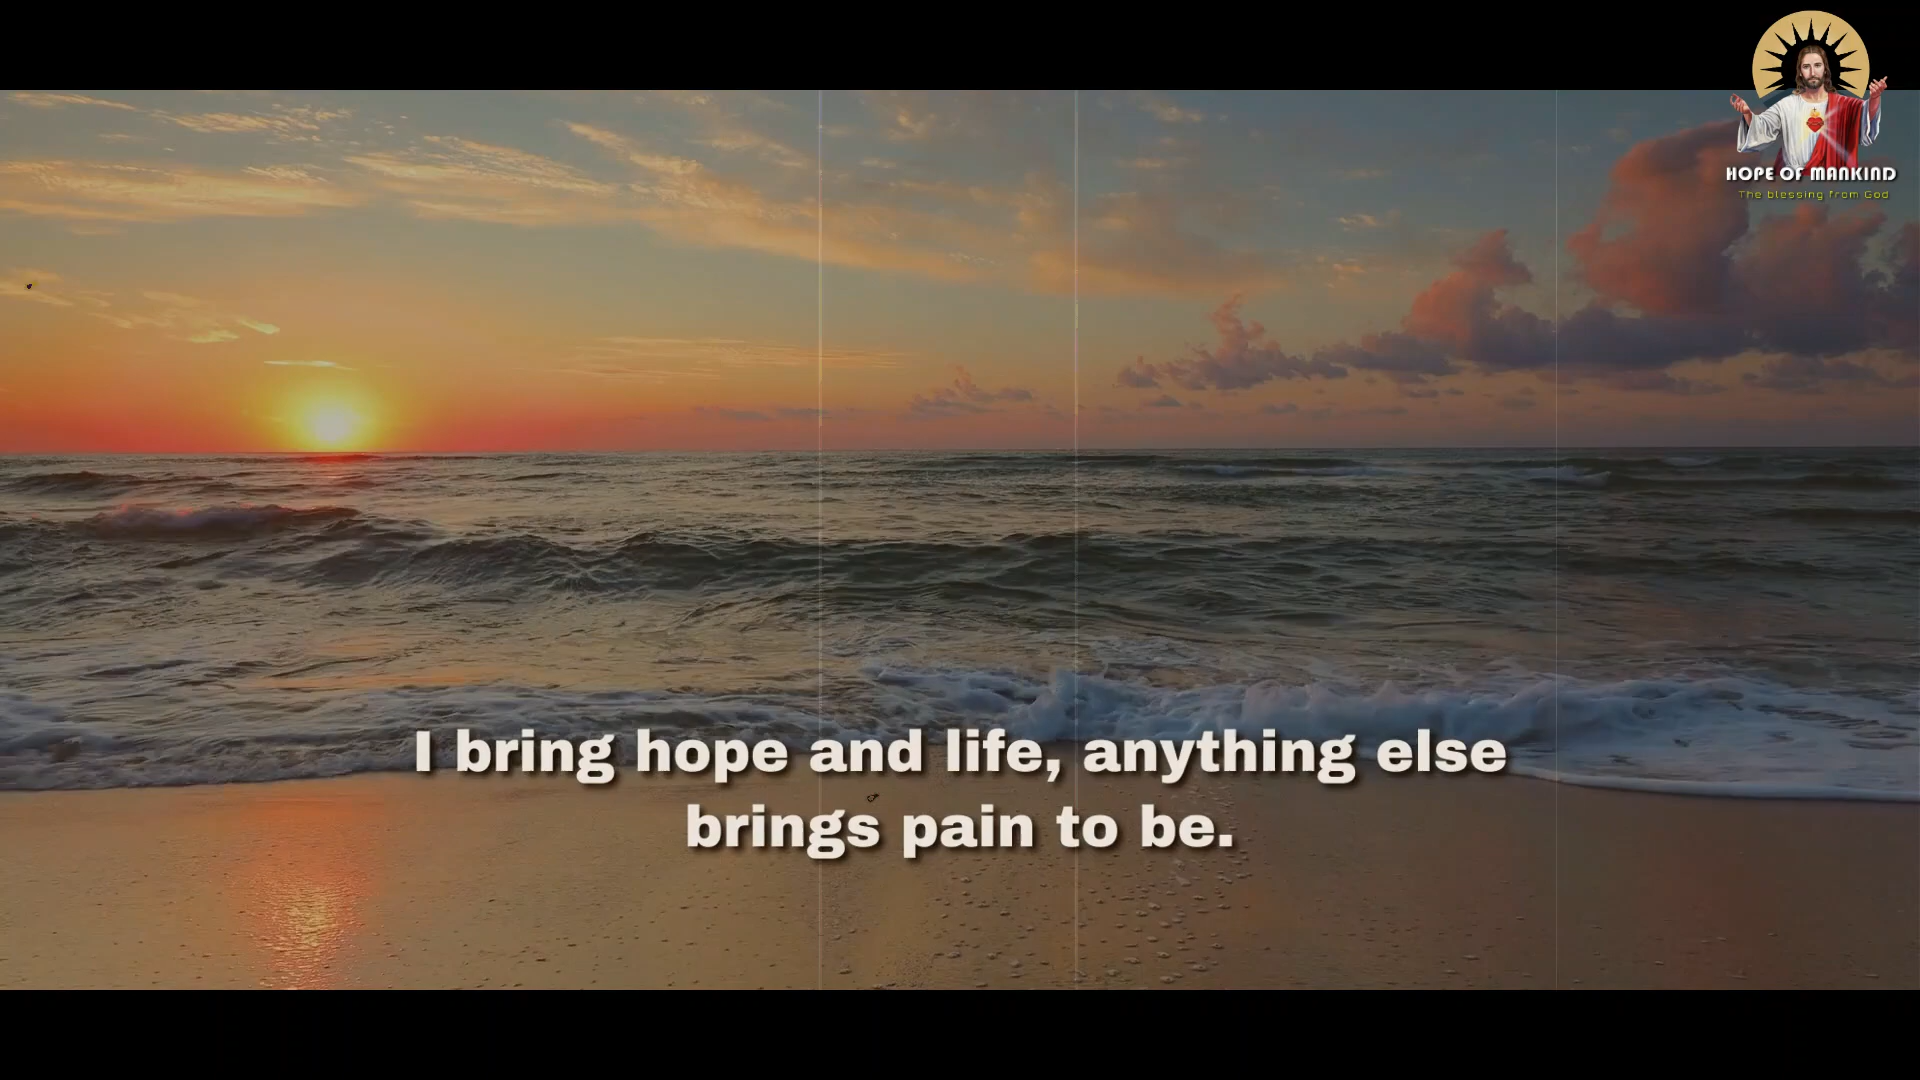 HOPE OF MANKIND
The blessing from God
I bring hope and life, anything else
brings pain to be.